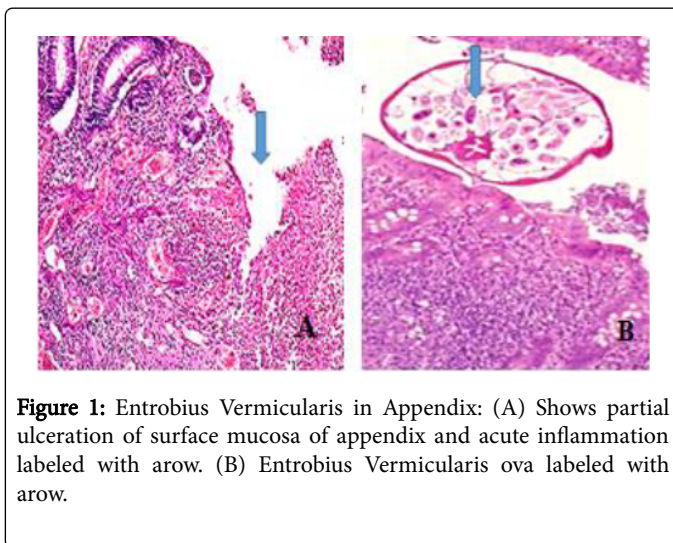 A
B
Figure 1: Entrobius Vermicularis in Appendix: (A) Shows partial
ulceration of surface mucosa of appendix and acute inflammation
labeled with arow. (B) Entrobius Vermicularis ova labeled with
arow.